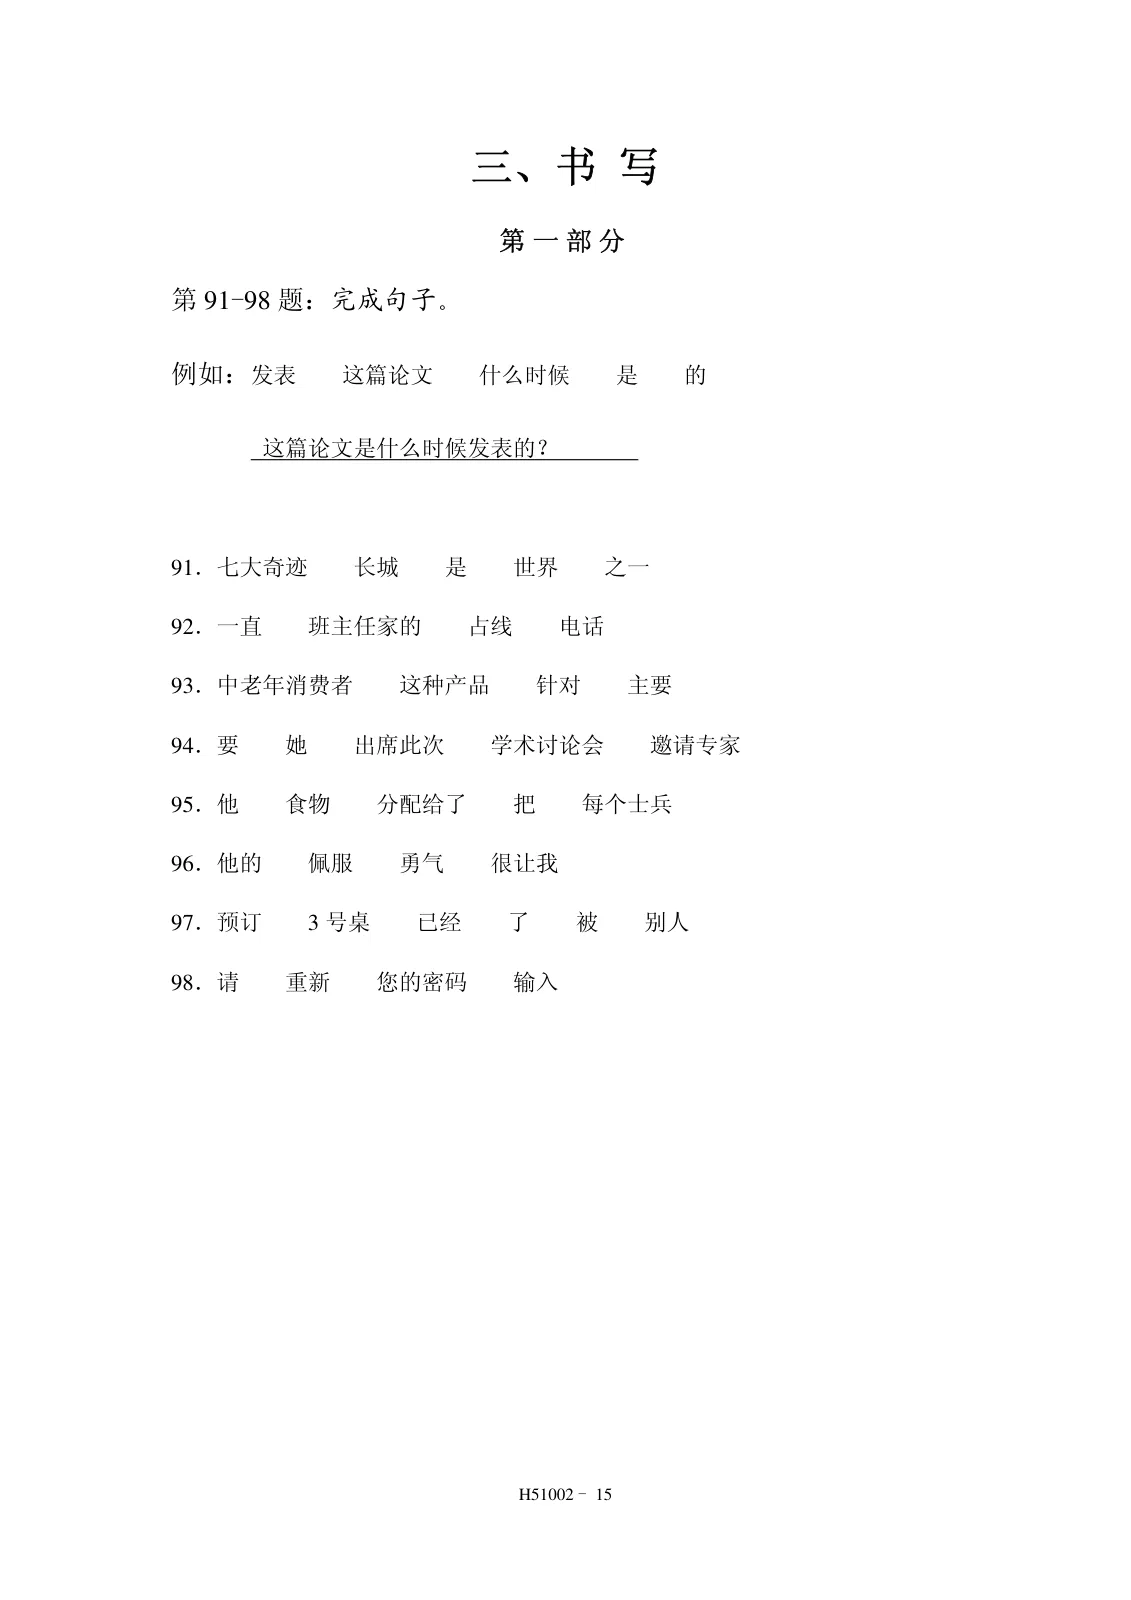 三、书 写
第 一 部 分
第 91-98 题：完成句子。
例如：发表 这篇论文 什么时候 是 的
这篇论文是什么时候发表的？
91．七大奇迹 长城 是 世界 之一
92．一直 班主任家的 占线 电话
93．中老年消费者 这种产品 针对 主要
94．要 她 出席此次 学术讨论会 邀请专家
95．他 食物 分配给了 把 每个士兵
96．他的 佩服 勇气 很让我
97．预订 3 号桌 已经 了 被 别人
98．请 重新 您的密码 输入
H51002- 15